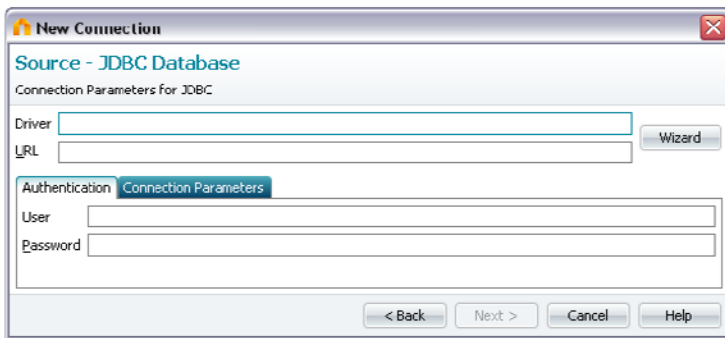 New Connection
Source - JDBC Database
Connection Parameters for JDBC
Driver
Wizard
URL
Authentication Connection Parameters
User
Password
< Back Next > Cancel Help